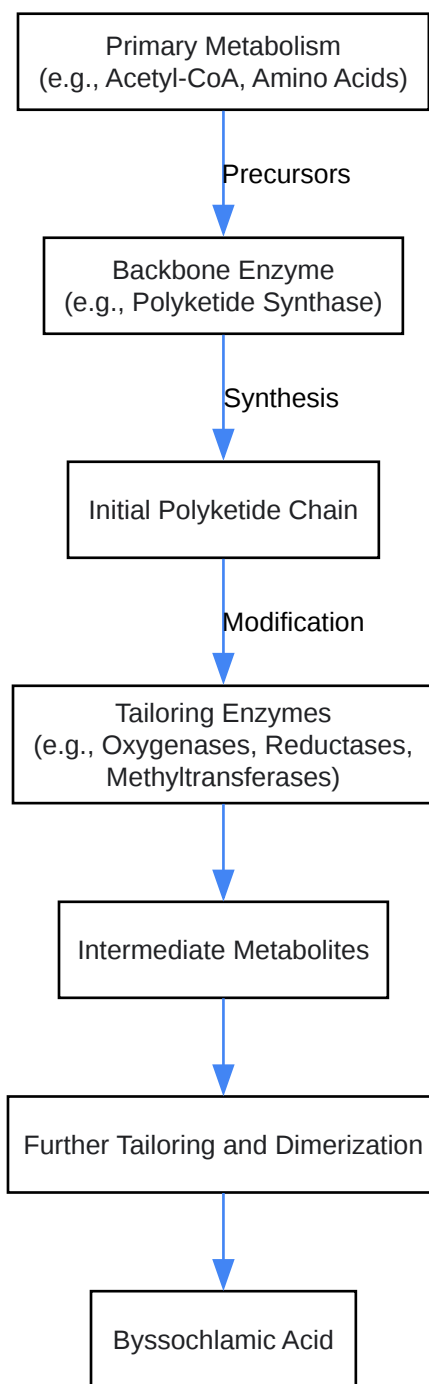 Primary Metabolism
(e.g., Acetyl-CoA, Amino Acids)
Precursors
Backbone Enzyme
(e.g., Polyketide Synthase)
Synthesis
Initial Polyketide Chain
Modification
Tailoring Enzymes
(e.g., Oxygenases, Reductases,
Methyltransferases)
Intermediate Metabolites
Further Tailoring and Dimerization
Byssochlamic Acid